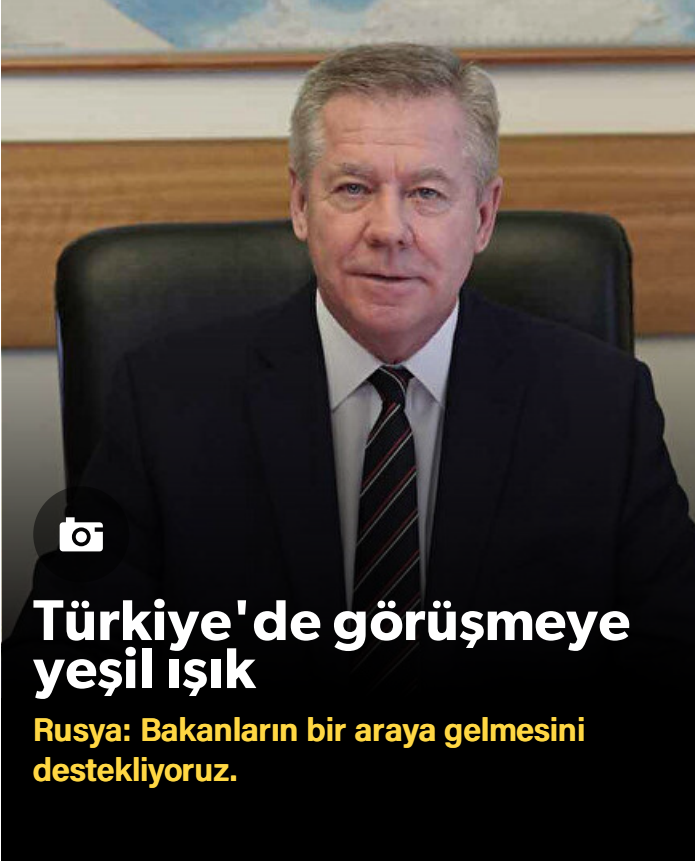 Türkiye'de görüşmeye
yeşil ışık
Rusya: Bakanların bir araya gelmesini
destekliyoruz.